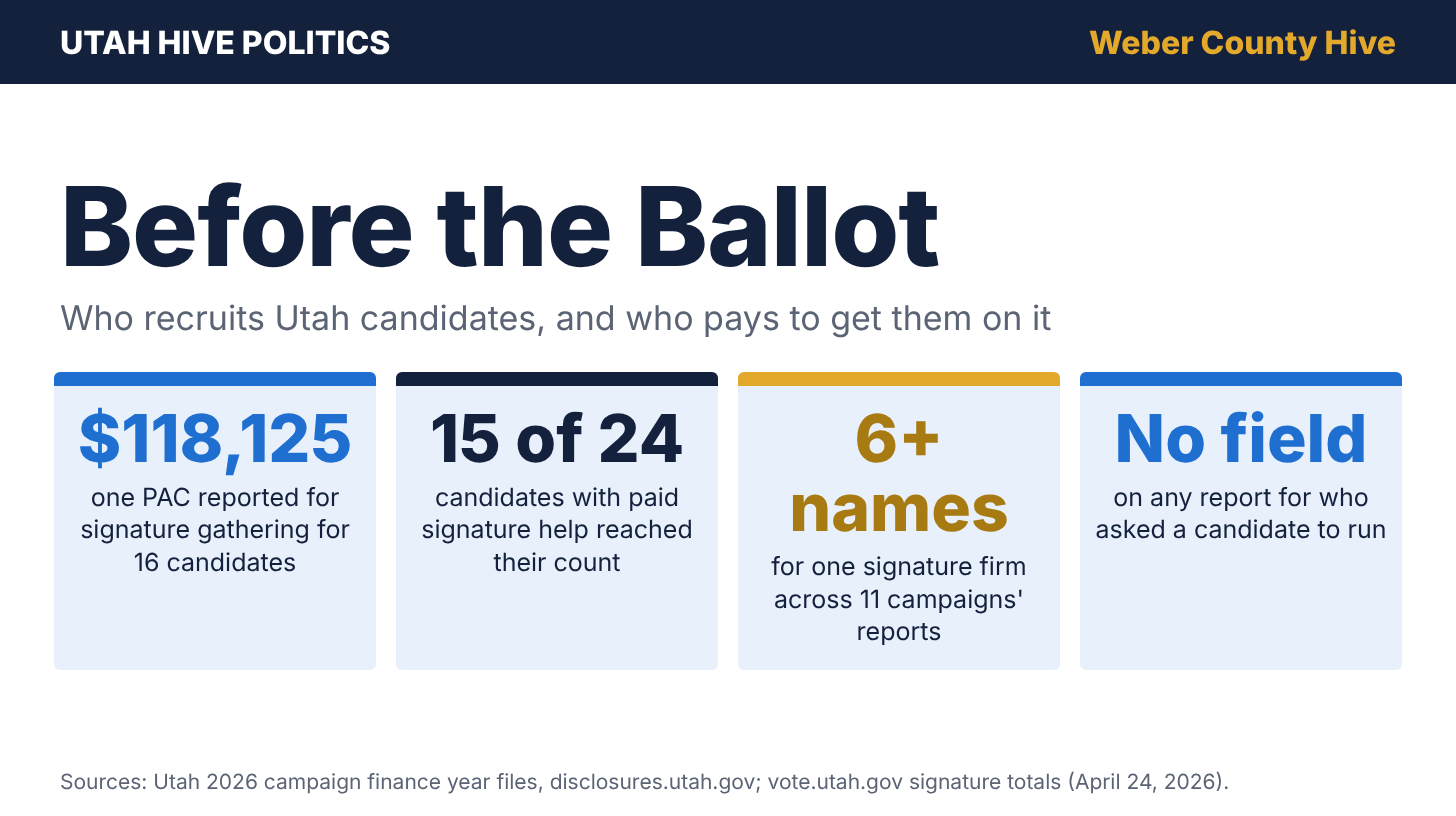 UTAH HIVE POLITICS
Weber County Hive
Before the Ballot
Who recruits Utah candidates, and who pays to get them on it
$118,125
one PAC reported for
signature gathering for
16 candidates
15 of 24
candidates with paid
signature help reached
their count
6+
names
for one signature firm
across 11 campaigns'
reports
No field
on any report for who
asked a candidate to run
Sources: Utah 2026 campaign finance year files, disclosures.utah.gov; vote.utah.gov signature totals (April 24, 2026).